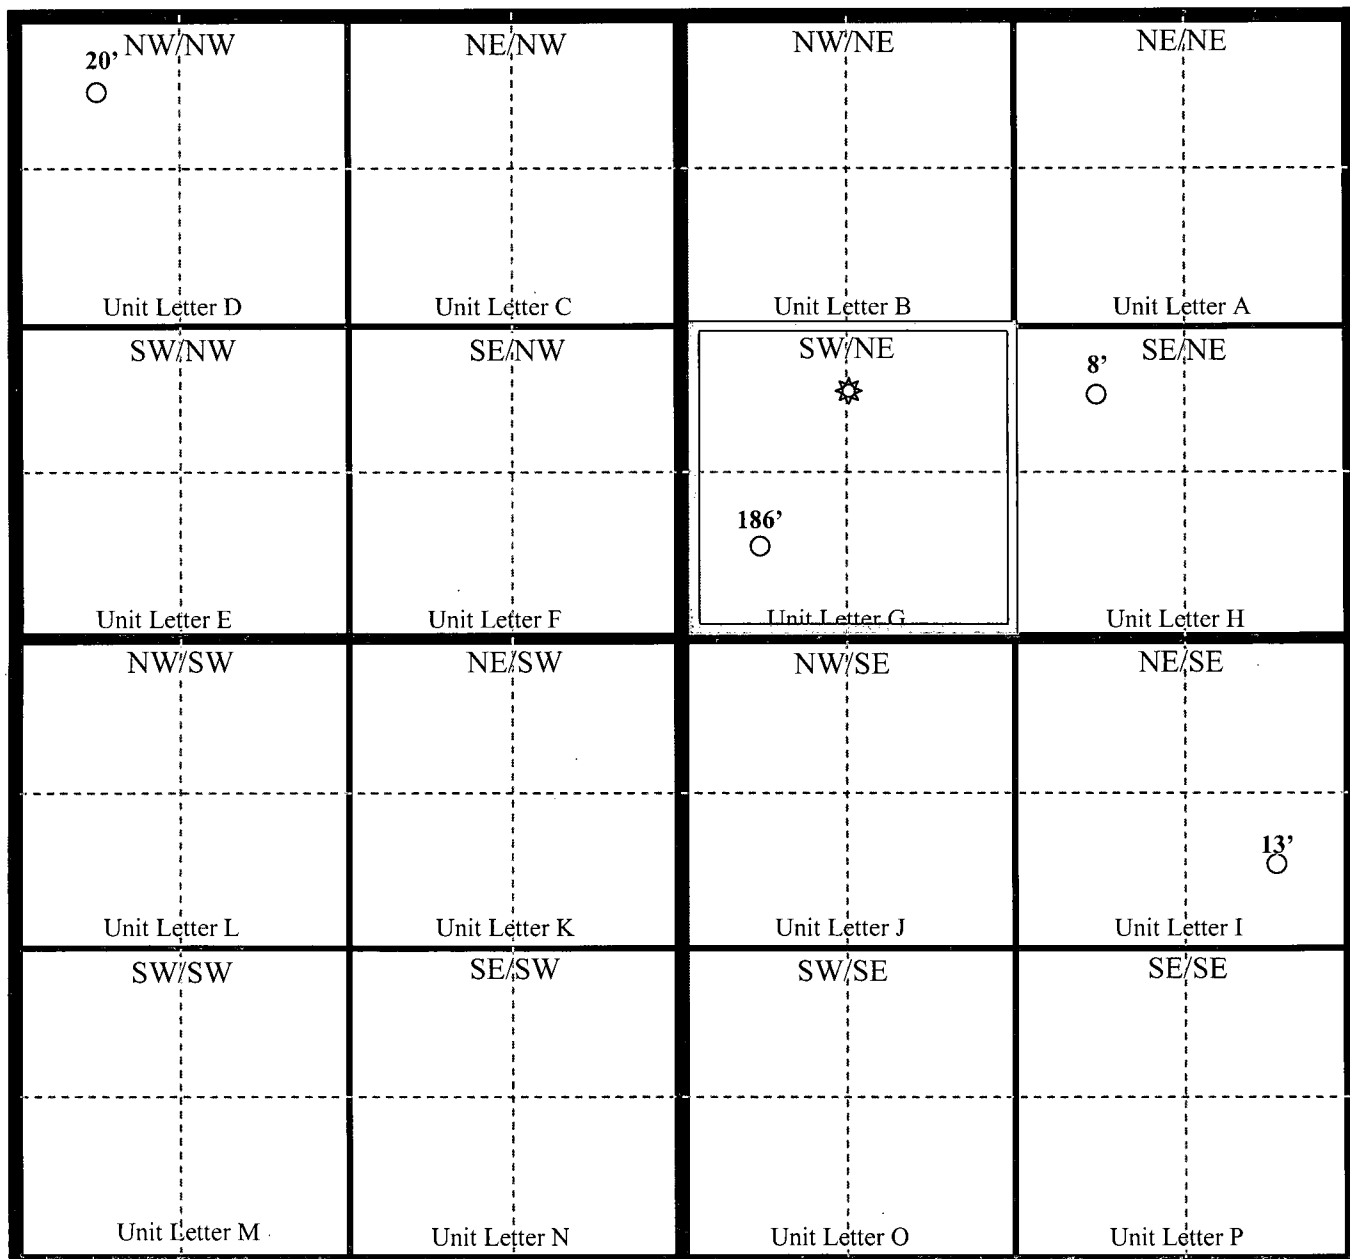 NW/NW
20’
Unit Letter D
NE/NW
Unit Letter C
NW/NE
Unit Letter B
NE/NE
Unit Letter A
SW/NW
Unit Letter E
SE/NW
Unit Letter F
SW/NE
186’
Unit Letter G
SE/NE
8’
Unit Letter H
NW/SW
Unit Letter L
NE/SW
Unit Letter K
NW/SE
Unit Letter J
NE/SE
13’
Unit Letter I
SW/SW
Unit Letter M
SE/SW
Unit Letter N
SW/SE
Unit Letter O
SE/SE
Unit Letter P